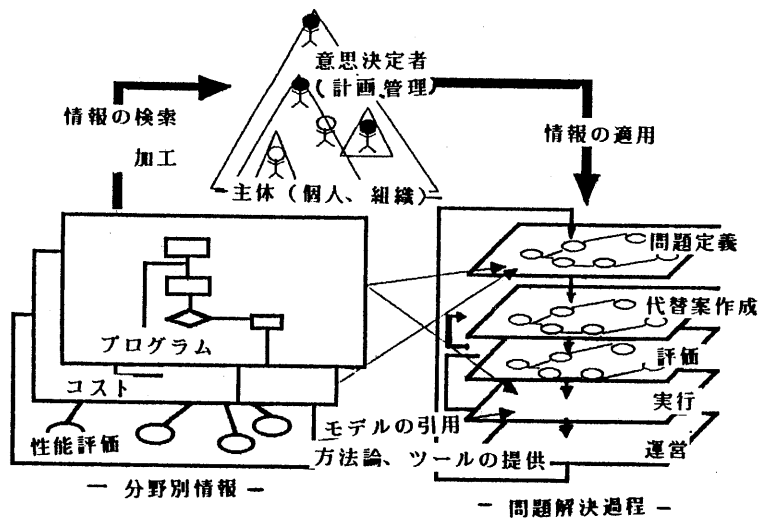 意思決定者
(計画、管理)
情報の検索
加工
情報の適用
主体(個人、組織)
問題定義
代替案作成
評価
実行
運営
プログラム
コスト
性能評価
モデルの引用
方法論、ツールの提供
— 分野別情報 —
— 問題解決過程 —